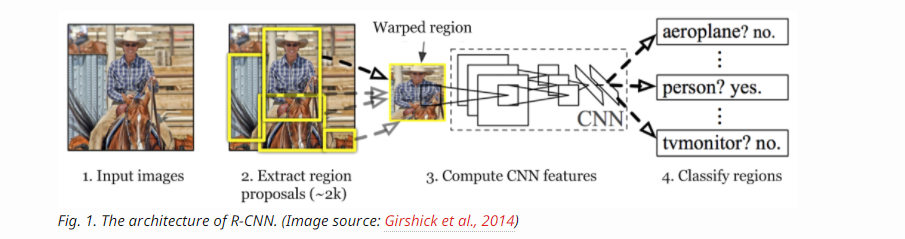 Warped region
aeroplane? no.
⋮
person? yes.
⋮
CNN
tvmonitor? no.
1. Input images
2. Extract region
proposals (~2k)
3. Compute CNN features
4. Classify regions
Fig. 1. The architecture of R-CNN. (Image source: Girshick et al., 2014)